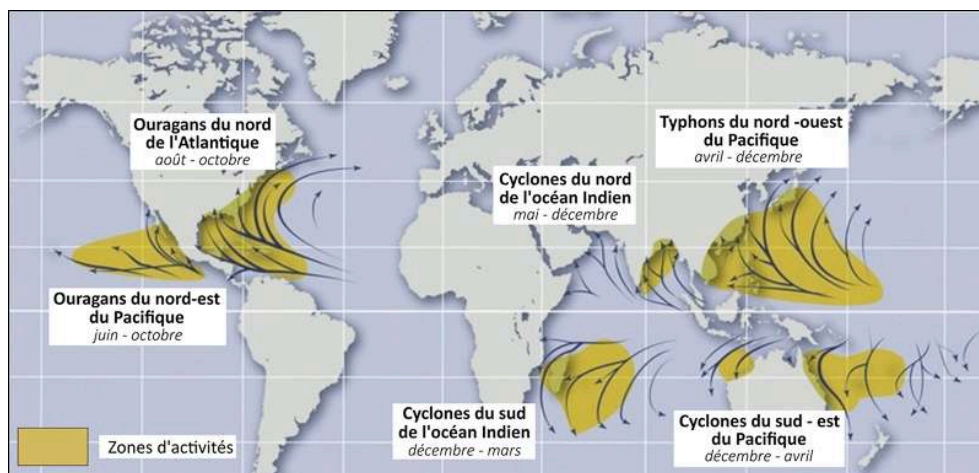 Ouragans du nord
de l'Atlantique
août - octobre
Typhons du nord -ouest
du Pacifique
avril - décembre
Cyclones du nord
de l'océan Indien
mai - décembre
Ouragans du nord-est
du Pacifique
juin - octobre
Cyclones du sud
de l'océan Indien
décembre - mars
Cyclones du sud - est
du Pacifique
décembre - avril
Zones d'activités